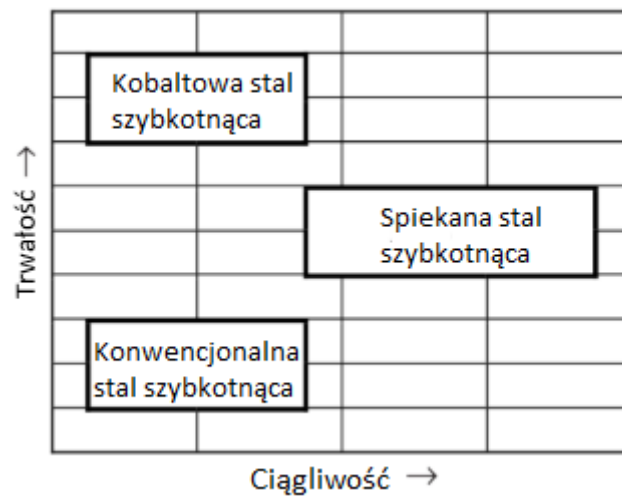 Kobaltowa stal
szybkotnąca
Trwałość →
Spiekana stal
szybkotnąca
Konwencjonalna
stal szybkotnąca
Ciągliwość →